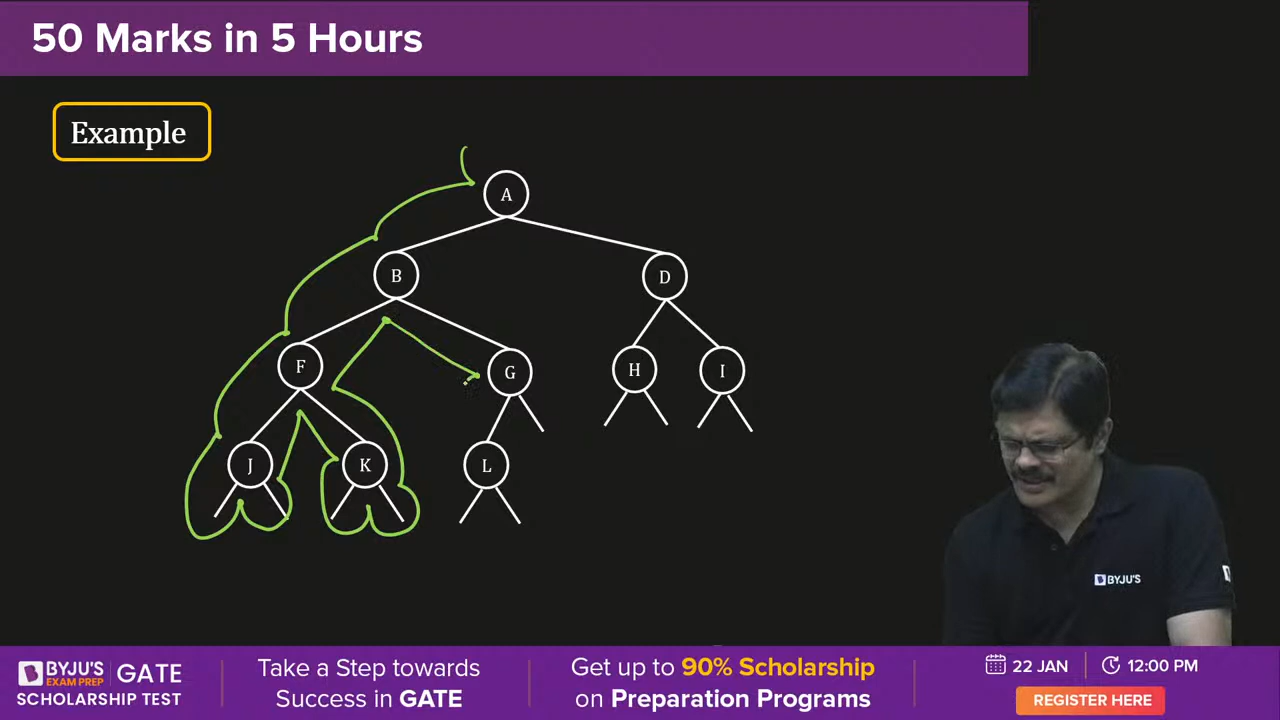 50 Marks in 5 Hours
Example
A
B
D
F
G
H
I
J
K
L
BYJU'S
BYJU'S
EXAM PREP
GATE
SCHOLARSHIP TEST
Take a Step towards
Success in GATE
Get up to 90% Scholarship
on Preparation Programs
22 JAN
12:00 PM
REGISTER HERE